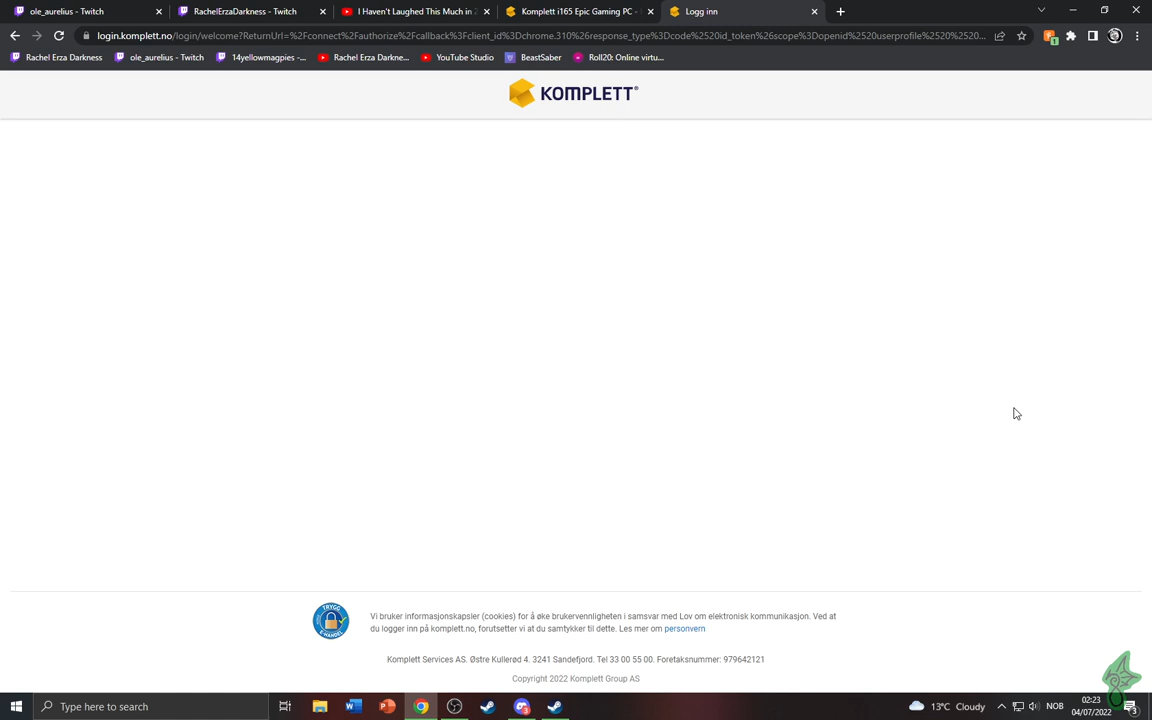 ole_aurelius - Twitch
RachelErzaDarkness - Twitch
I Haven't Laughed This Much in
Komplett i165 Epic Gaming PC -
Logg inn
login.komplett.no/login/welcome?ReturnUrl=%2Fconnect%2Fauthorize%2Fcallback%3Fclient_id%3Dchrome.310%26response_type%3Dcode%2520id_token%26scope%3Dopenid%2520userprofile%2520%2520...
Rachel Erza Darkness
ole_aurelius - Twitch
14yellowmagpies -...
Rachel Erza Darkne...
YouTube Studio
BeastSaber
Roll20: Online virtu...
KOMPLETT®
TRYGG
E-HANDEL
Vi bruker informasjonskapsler (cookies) for å øke brukervennligheten i samsvar med Lov om elektronisk kommunikasjon. Ved at
du logger inn på komplett.no, forutsetter vi at du samtykker til dette. Les mer om personvern
Komplett Services AS. Østre Kullerød 4. 3241 Sandefjord. Tel 33 00 55 00. Foretaksnummer: 979642121
Copyright 2022 Komplett Group AS
Type here to search
13°C Cloudy
NOB
02:23
04/07/2022